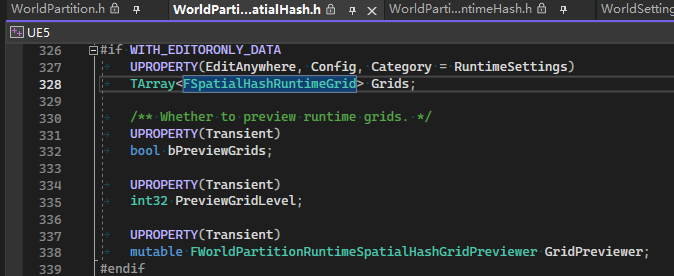 WorldPartition.h
WorldParti...atialHash.h
WorldParti...ntimeHash.h
WorldSetting
UE5
326 #if WITH_EDITORONLY_DATA
327 UPROPERTY(EditAnywhere, Config, Category = RuntimeSettings)
328 TArray<FSpatialHashRuntimeGrid> Grids;
329
330 /** Whether to preview runtime grids. */
331 UPROPERTY(Transient)
332 bool bPreviewGrids;
333
334 UPROPERTY(Transient)
335 int32 PreviewGridLevel;
336
337 UPROPERTY(Transient)
338 mutable FWorldPartitionRuntimeSpatialHashGridPreviewer GridPreviewer;
339 #endif